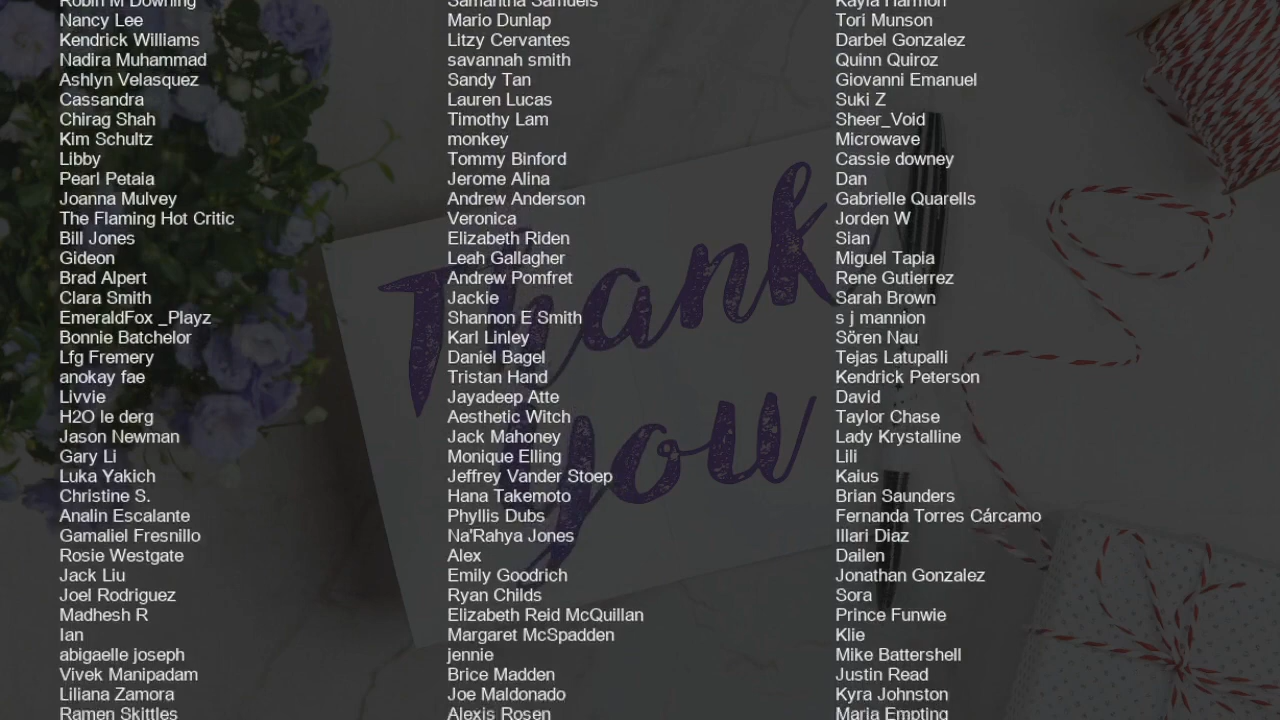 Robin M Downing
Nancy Lee
Kendrick Williams
Nadira Muhammad
Ashlyn Velasquez
Cassandra
Chirag Shah
Kim Schultz
Libby
Pearl Petaia
Joanna Mulvey
The Flaming Hot Critic
Bill Jones
Gideon
Brad Alpert
Clara Smith
EmeraldFox _Playz
Bonnie Batchelor
Lfg Fremery
anokay fae
Livvie
H2O le derg
Jason Newman
Gary Li
Luka Yakich
Christine S.
Analin Escalante
Gamaliel Fresnillo
Rosie Westgate
Jack Liu
Joel Rodriguez
Madhesh R
Ian
abigaelle joseph
Vivek Manipadam
Liliana Zamora
Ramen Skittles
Samantha Samuels
Mario Dunlap
Litzy Cervantes
savannah smith
Sandy Tan
Lauren Lucas
Timothy Lam
monkey
Tommy Binford
Jerome Alina
Andrew Anderson
Veronica
Elizabeth Riden
Leah Gallagher
Andrew Pomfret
Jackie
Shannon E Smith
Karl Linley
Daniel Bagel
Tristan Hand
Jayadeep Atte
Aesthetic Witch
Jack Mahoney
Monique Elling
Jeffrey Vander Stoep
Hana Takemoto
Phyllis Dubs
Na'Rahya Jones
Alex
Emily Goodrich
Ryan Childs
Elizabeth Reid McQuillan
Margaret McSpadden
jennie
Brice Madden
Joe Maldonado
Alexis Rosen
Kayla Harmon
Tori Munson
Darbel Gonzalez
Quinn Quiroz
Giovanni Emanuel
Suki Z
Sheer_Void
Microwave
Cassie downey
Dan
Gabrielle Quarells
Jorden W
Sian
Miguel Tapia
Rene Gutierrez
Sarah Brown
s j mannion
Sören Nau
Tejas Latupalli
Kendrick Peterson
David
Taylor Chase
Lady Krystalline
Lili
Kaius
Brian Saunders
Fernanda Torres Cárcamo
Illari Diaz
Dailen
Jonathan Gonzalez
Sora
Prince Funwie
Klie
Mike Battershell
Justin Read
Kyra Johnston
Maria Empting
Thank
You